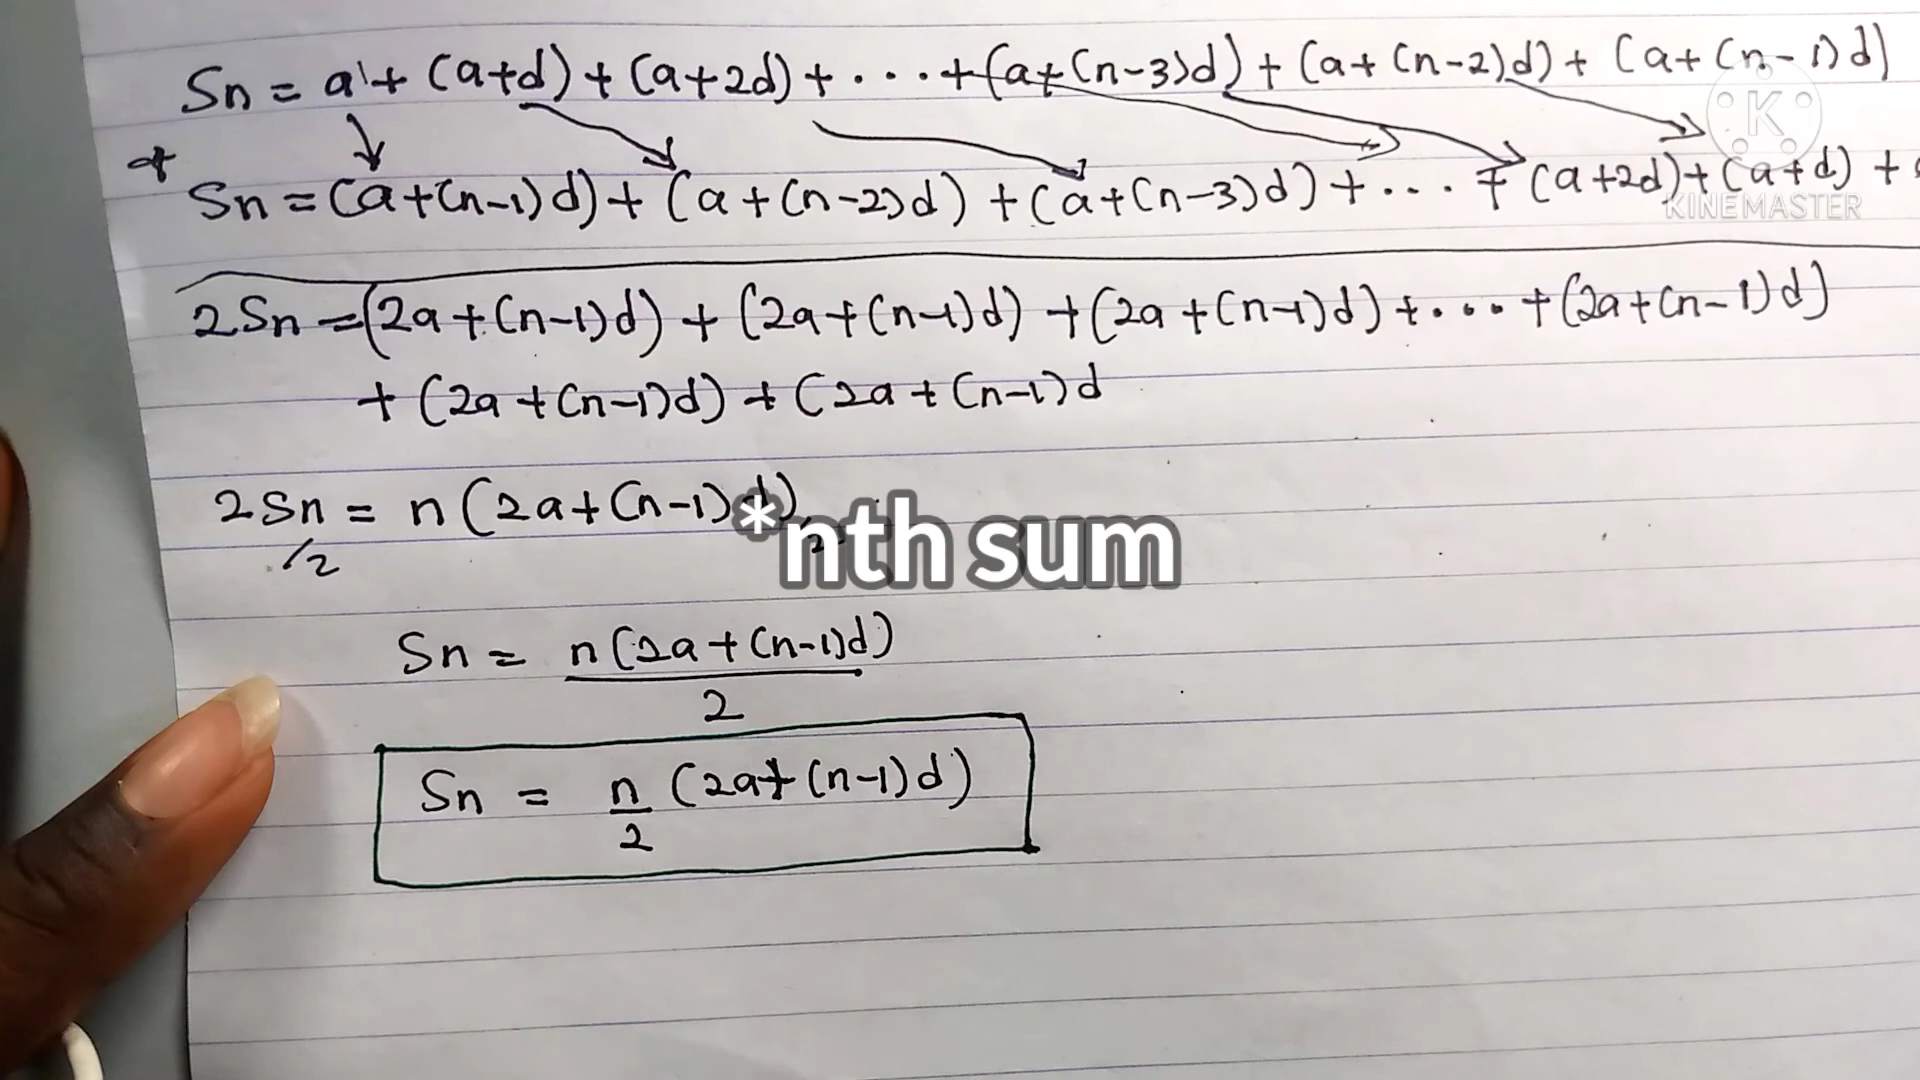 Sn = a + (a+d) + (a+2d) + ... + (a+(n-3)d) + (a+(n-2)d) + (a+(n-1)d)
+
Sn = (a+(n-1)d) + (a+(n-2)d) + (a+(n-3)d) + ... + (a+2d) + (a+d) +
2Sn = (2a+(n-1)d) + (2a+(n-1)d) + (2a+(n-1)d) + ... + (2a+(n-1)d)
+ (2a+(n-1)d) + (2a+(n-1)d
2Sn = n(2a+(n-1)d)
/2 /2
*nth sum
Sn = n(2a+(n-1)d)
2
Sn = n (2a+(n-1)d)
2
K
KINEMASTER